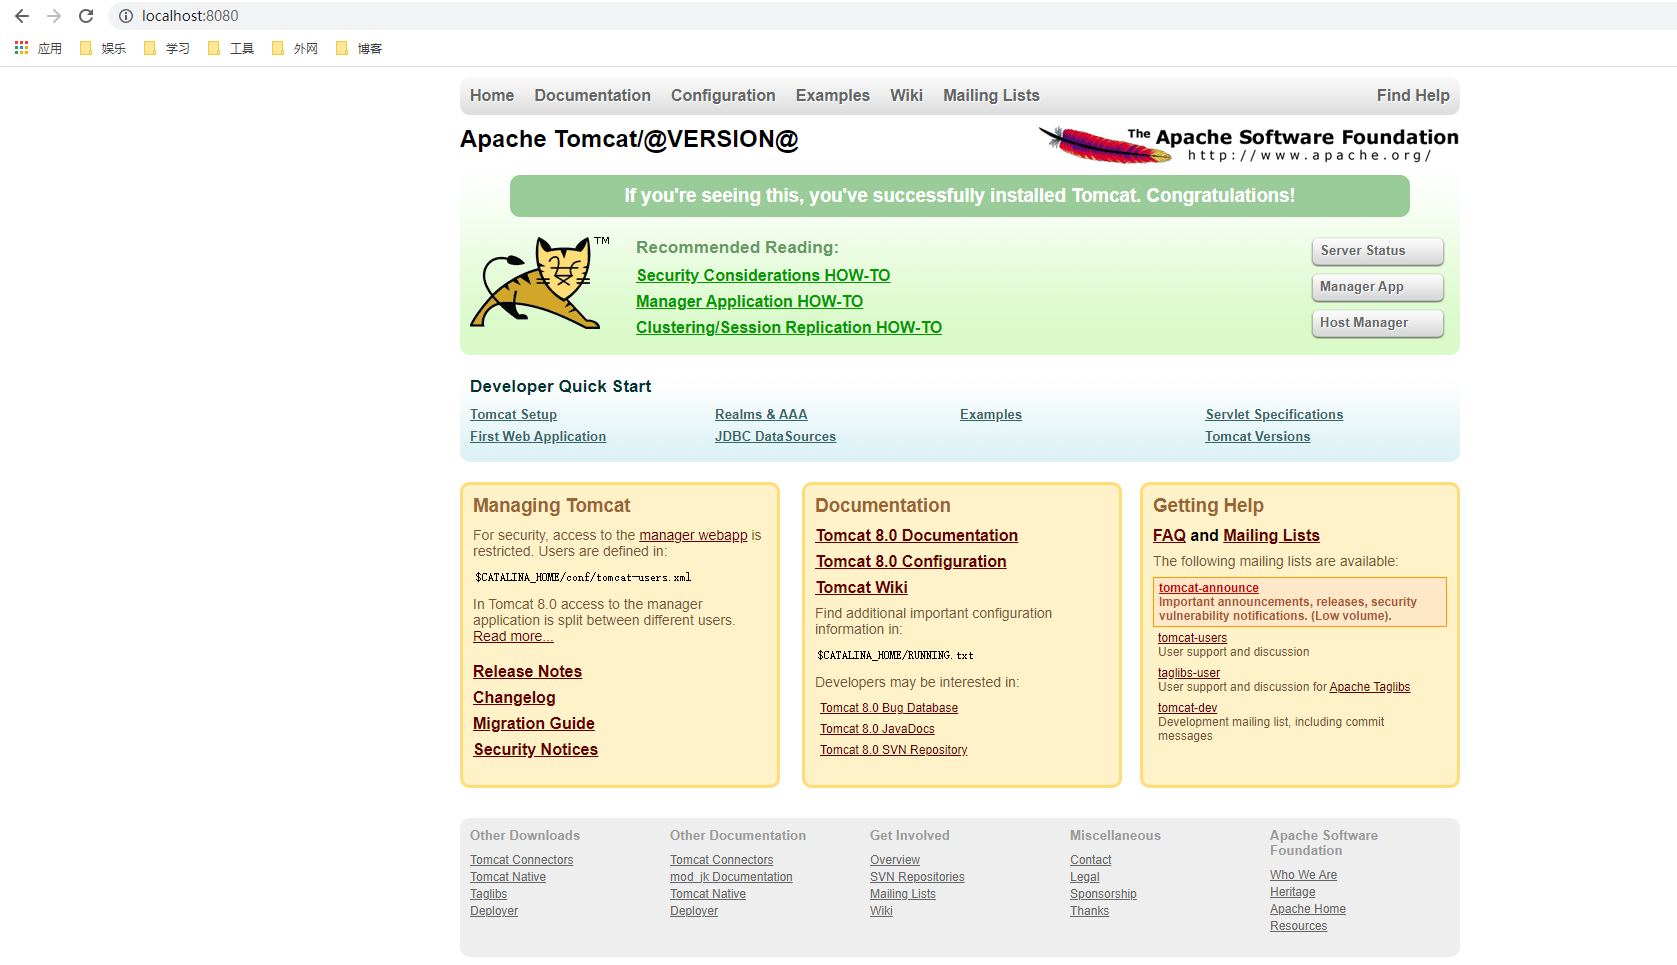 localhost:8080
应用 娱乐 学习 工具 外网 博客
Home Documentation Configuration Examples Wiki Mailing Lists Find Help
Apache Tomcat/@VERSION@
The Apache Software Foundation
http://www.apache.org/
If you're seeing this, you've successfully installed Tomcat. Congratulations!
TM
Recommended Reading:
Security Considerations HOW-TO
Manager Application HOW-TO
Clustering/Session Replication HOW-TO
Server Status
Manager App
Host Manager
Developer Quick Start
Tomcat Setup
First Web Application
Realms & AAA
JDBC DataSources
Examples
Servlet Specifications
Tomcat Versions
Managing Tomcat
For security, access to the manager webapp is
restricted. Users are defined in:
$CATALINA_HOME/conf/tomcat-users.xml
In Tomcat 8.0 access to the manager
application is split between different users.
Read more...
Release Notes
Changelog
Migration Guide
Security Notices
Documentation
Tomcat 8.0 Documentation
Tomcat 8.0 Configuration
Tomcat Wiki
Find additional important configuration
information in:
$CATALINA_HOME/RUNNING.txt
Developers may be interested in:
Tomcat 8.0 Bug Database
Tomcat 8.0 JavaDocs
Tomcat 8.0 SVN Repository
Getting Help
FAQ and Mailing Lists
The following mailing lists are available:
tomcat-announce
Important announcements, releases, security
vulnerability notifications. (Low volume).
tomcat-users
User support and discussion
taglibs-user
User support and discussion for Apache Taglibs
tomcat-dev
Development mailing list, including commit
messages
Other Downloads
Tomcat Connectors
Tomcat Native
Taglibs
Deployer
Other Documentation
Tomcat Connectors
mod_jk Documentation
Tomcat Native
Deployer
Get Involved
Overview
SVN Repositories
Mailing Lists
Wiki
Miscellaneous
Contact
Legal
Sponsorship
Thanks
Apache Software
Foundation
Who We Are
Heritage
Apache Home
Resources